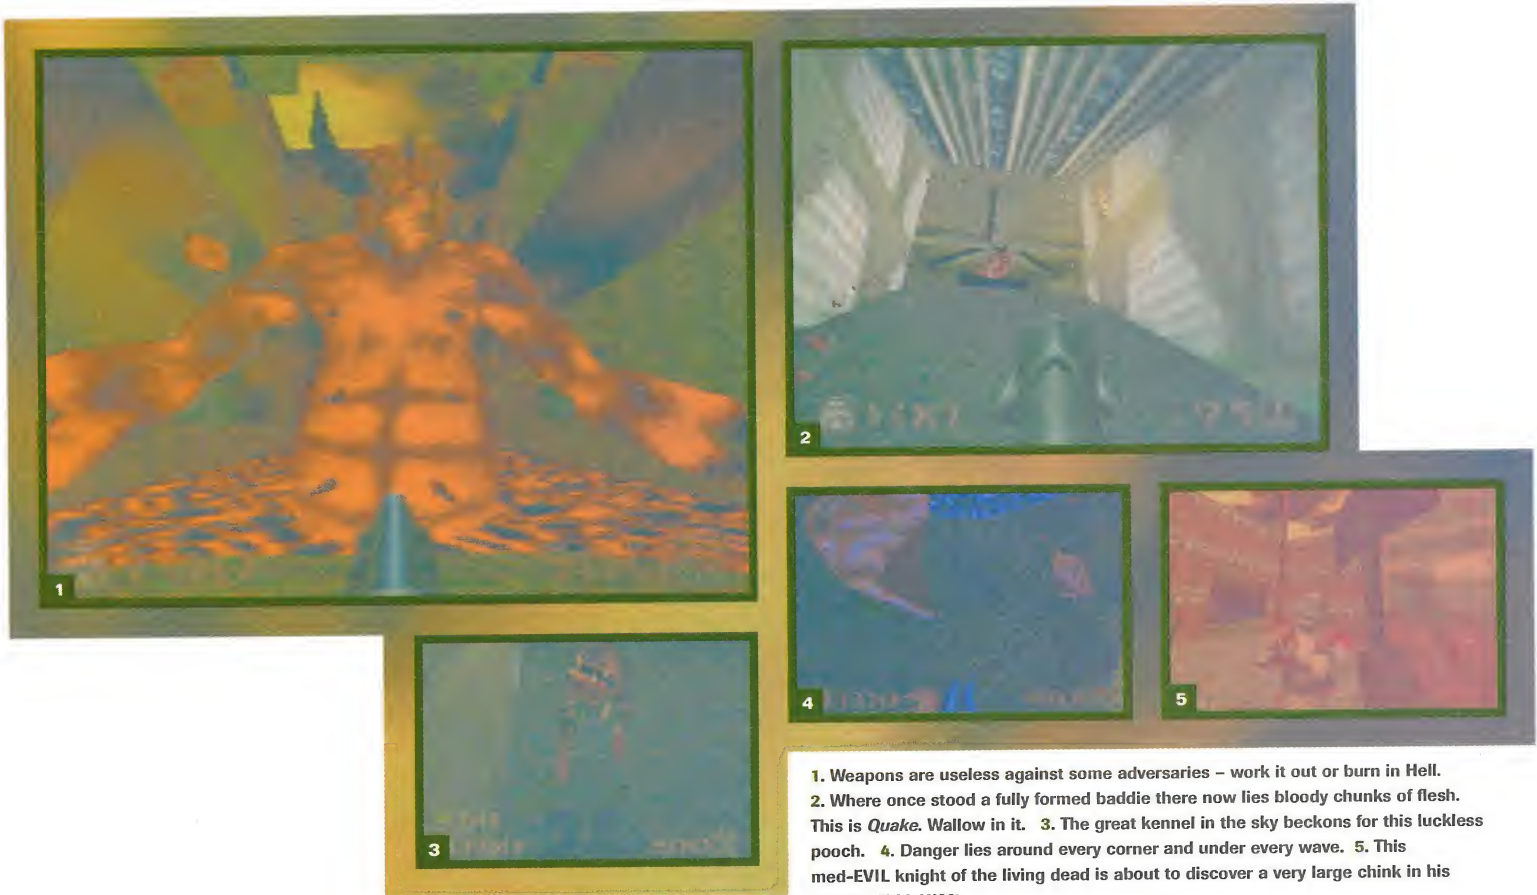 1
2
3
4
5
1. Weapons are useless against some adversaries – work it out or burn in Hell.
2. Where once stood a fully formed baddie there now lies bloody chunks of flesh.
This is Quake. Wallow in it. 3. The great kennel in the sky beckons for this luckless
pooch. 4. Danger lies around every corner and under every wave. 5. This
med-EVIL knight of the living dead is about to discover a very large chink in his